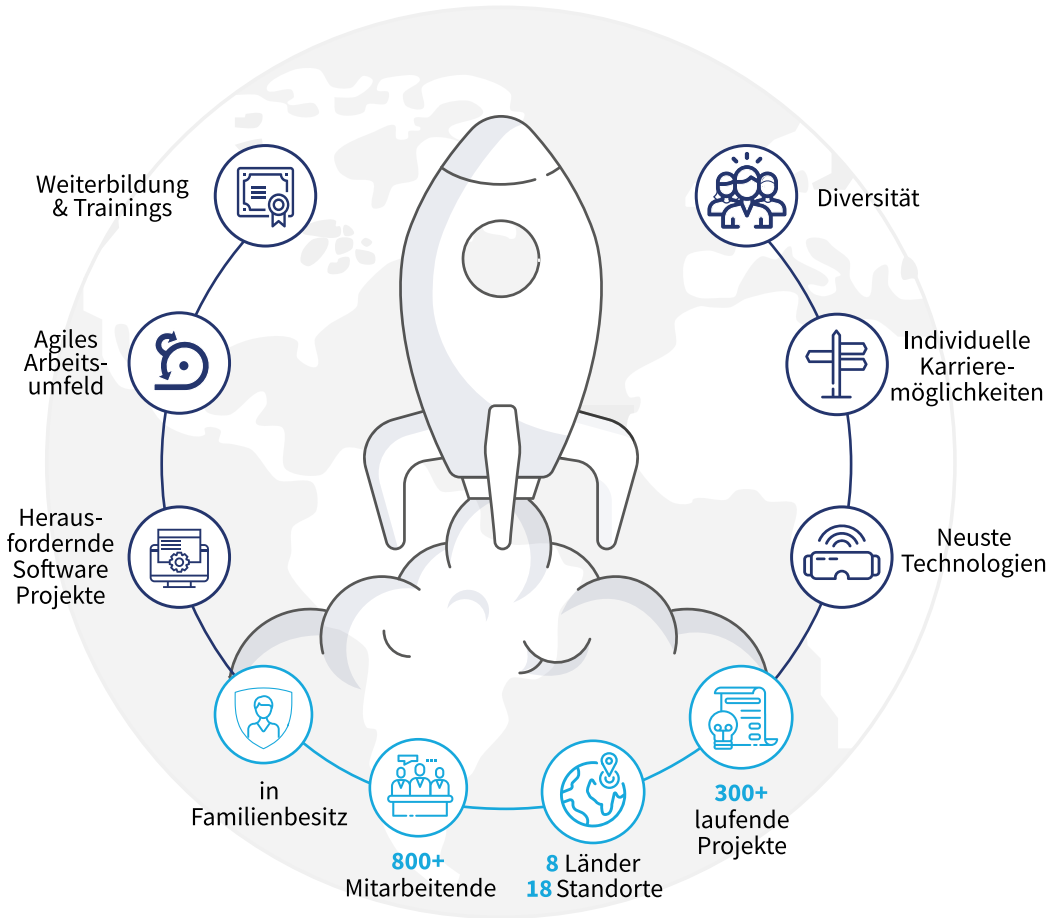 Weiterbildung
& Trainings
Diversität
Agiles
Arbeits-
umfeld
Individuelle
Karriere-
möglichkeiten
Heraus-
fordernde
Software
Projekte
Neuste
Technologien
in
Familienbesitz
800+
Mitarbeitende
8 Länder
18 Standorte
300+
laufende
Projekte